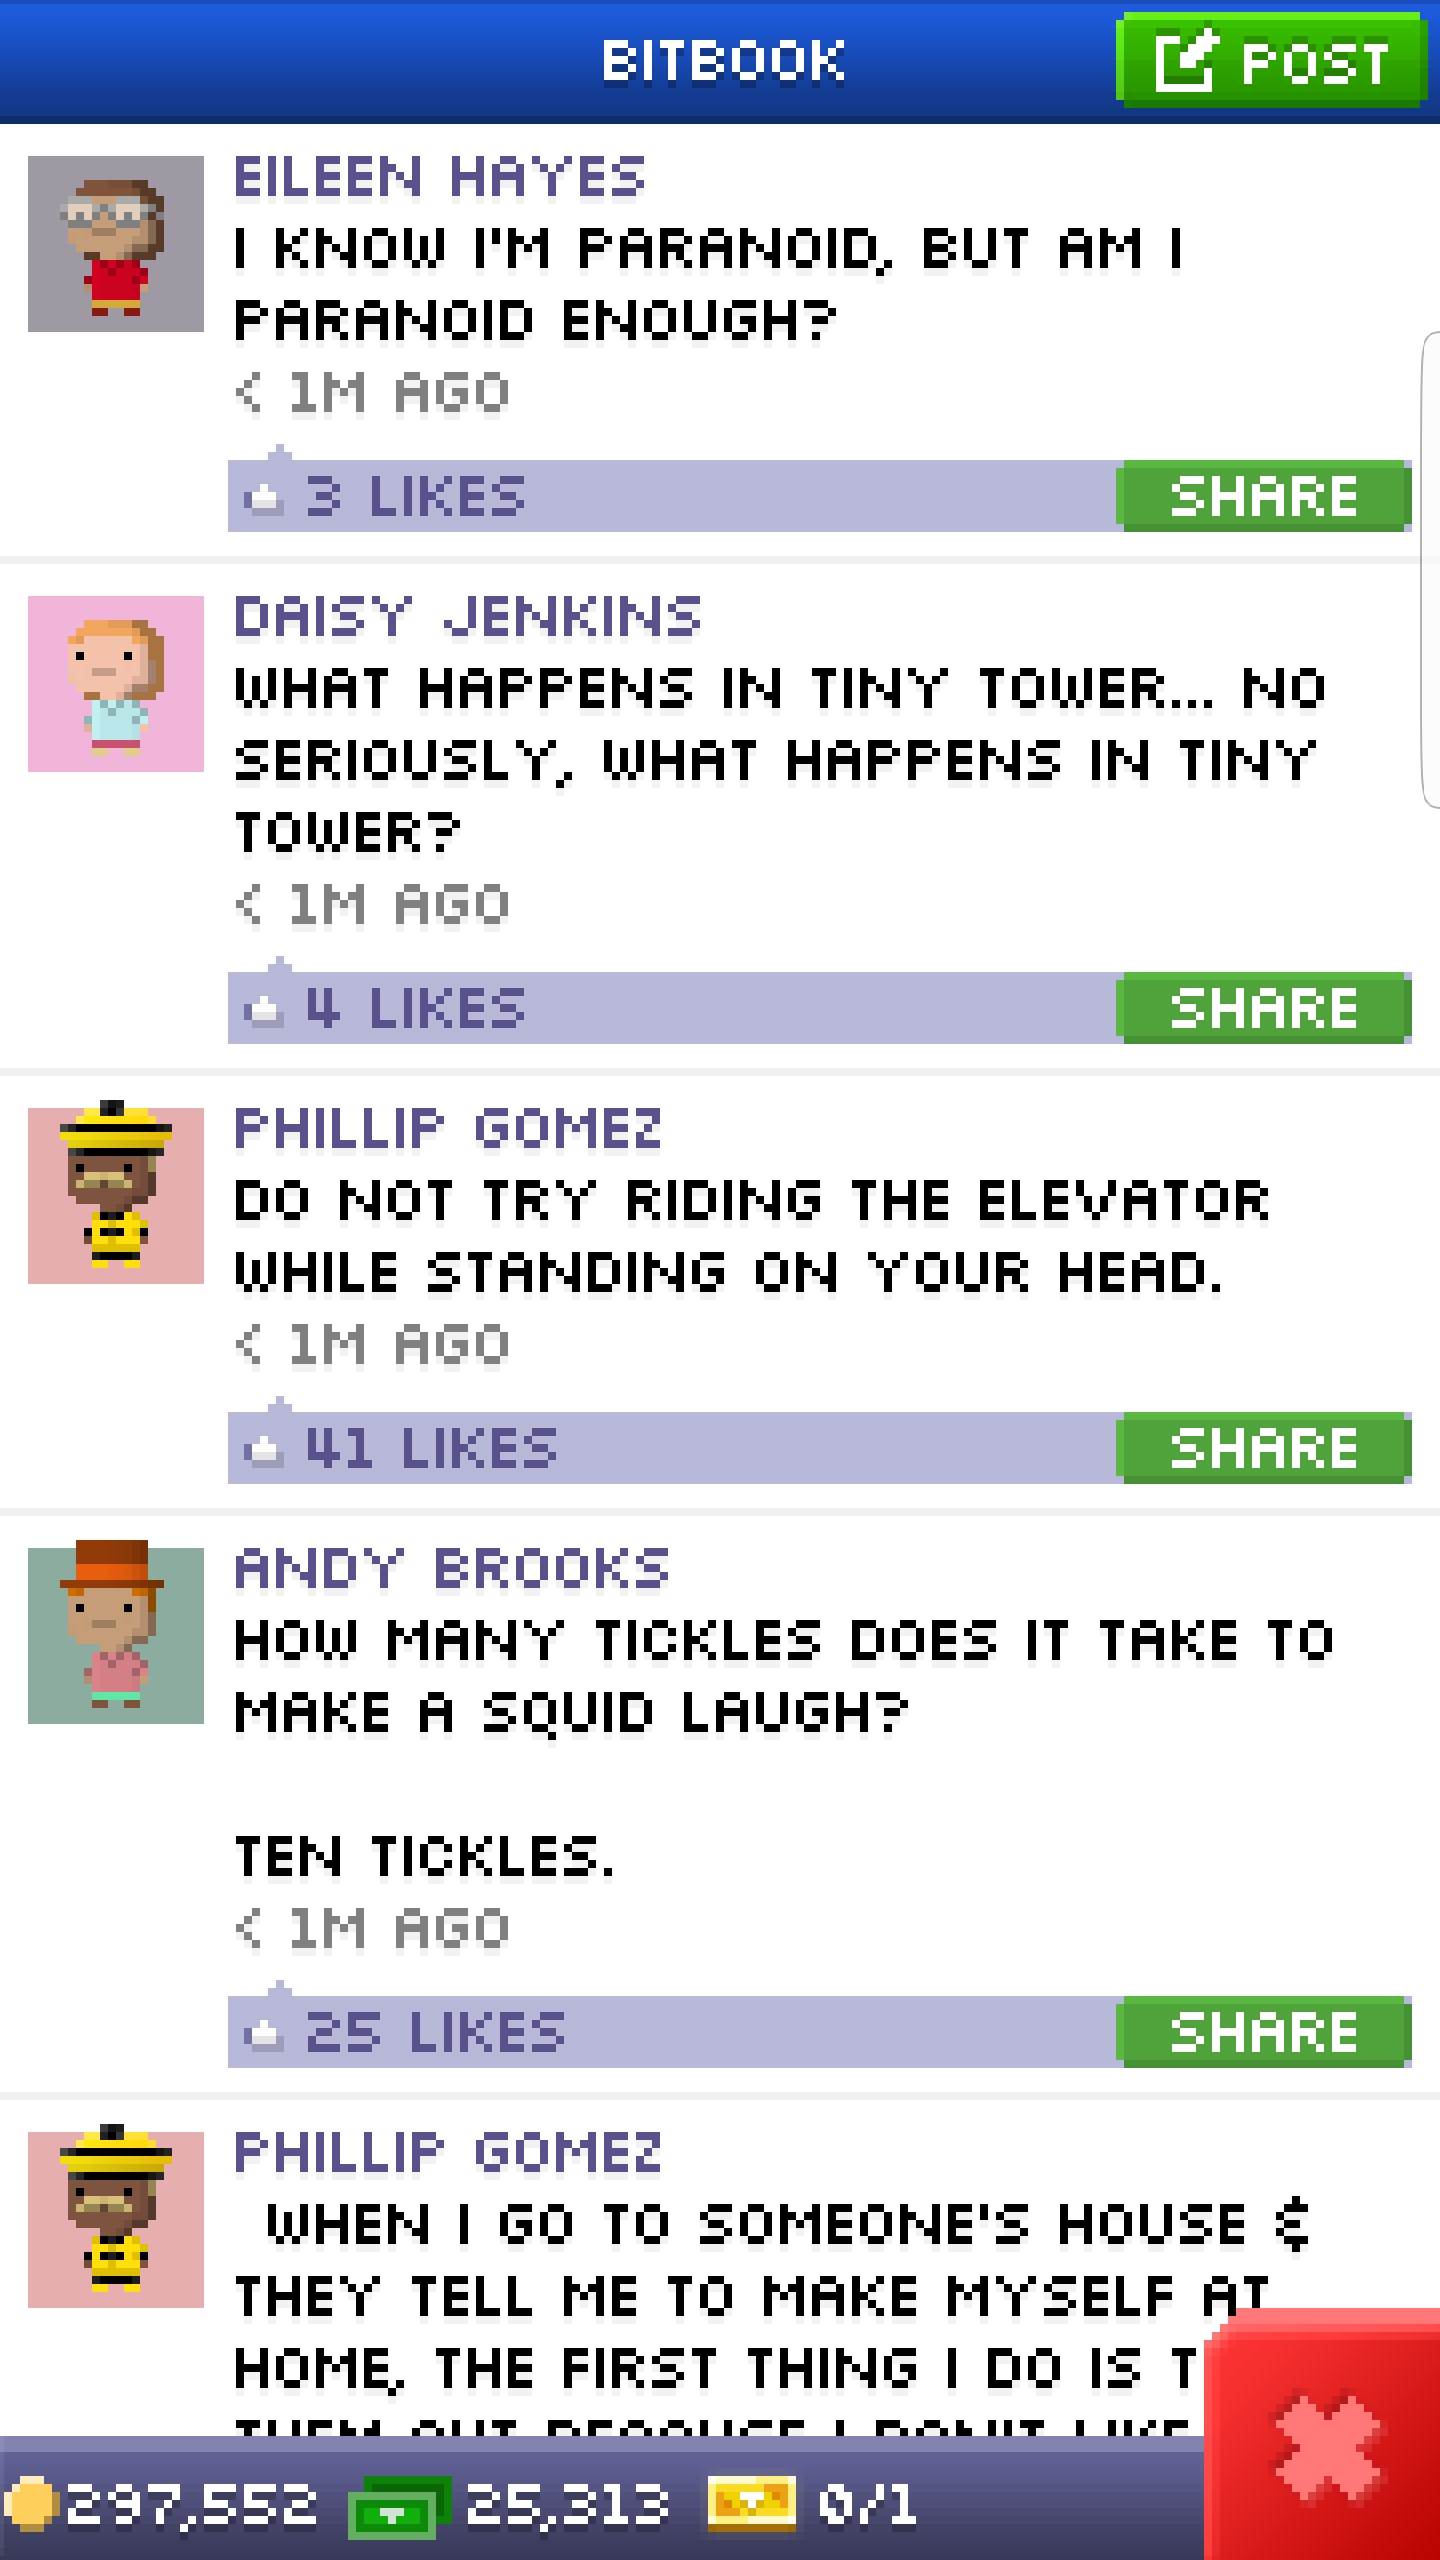 BITBOOK
POST
EILEEN HAYES
I KNOW I'M PARANOID, BUT AM I
PARANOID ENOUGH?
< 1M AGO
3 LIKES
SHARE
DAISY JENKINS
WHAT HAPPENS IN TINY TOWER... NO
SERIOUSLY, WHAT HAPPENS IN TINY
TOWER?
< 1M AGO
4 LIKES
SHARE
PHILLIP GOMEZ
DO NOT TRY RIDING THE ELEVATOR
WHILE STANDING ON YOUR HEAD.
< 1M AGO
41 LIKES
SHARE
ANDY BROOKS
HOW MANY TICKLES DOES IT TAKE TO
MAKE A SQUID LAUGH?
TEN TICKLES.
< 1M AGO
25 LIKES
SHARE
PHILLIP GOMEZ
WHEN I GO TO SOMEONE'S HOUSE &
THEY TELL ME TO MAKE MYSELF AT
HOME, THE FIRST THING I DO IS
THEM OUT BECAUSE I DON'T LIKE
297,552
25,313
0/1